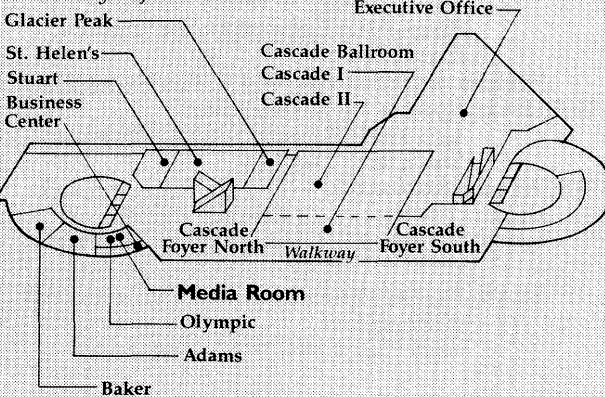 Executive Office
Glacier Peak
St. Helen's
Stuart
Business
Center
Cascade Ballroom
Cascade I
Cascade II
Cascade
Foyer North
Walkway
Cascade
Foyer South
Media Room
Olympic
Adams
Baker